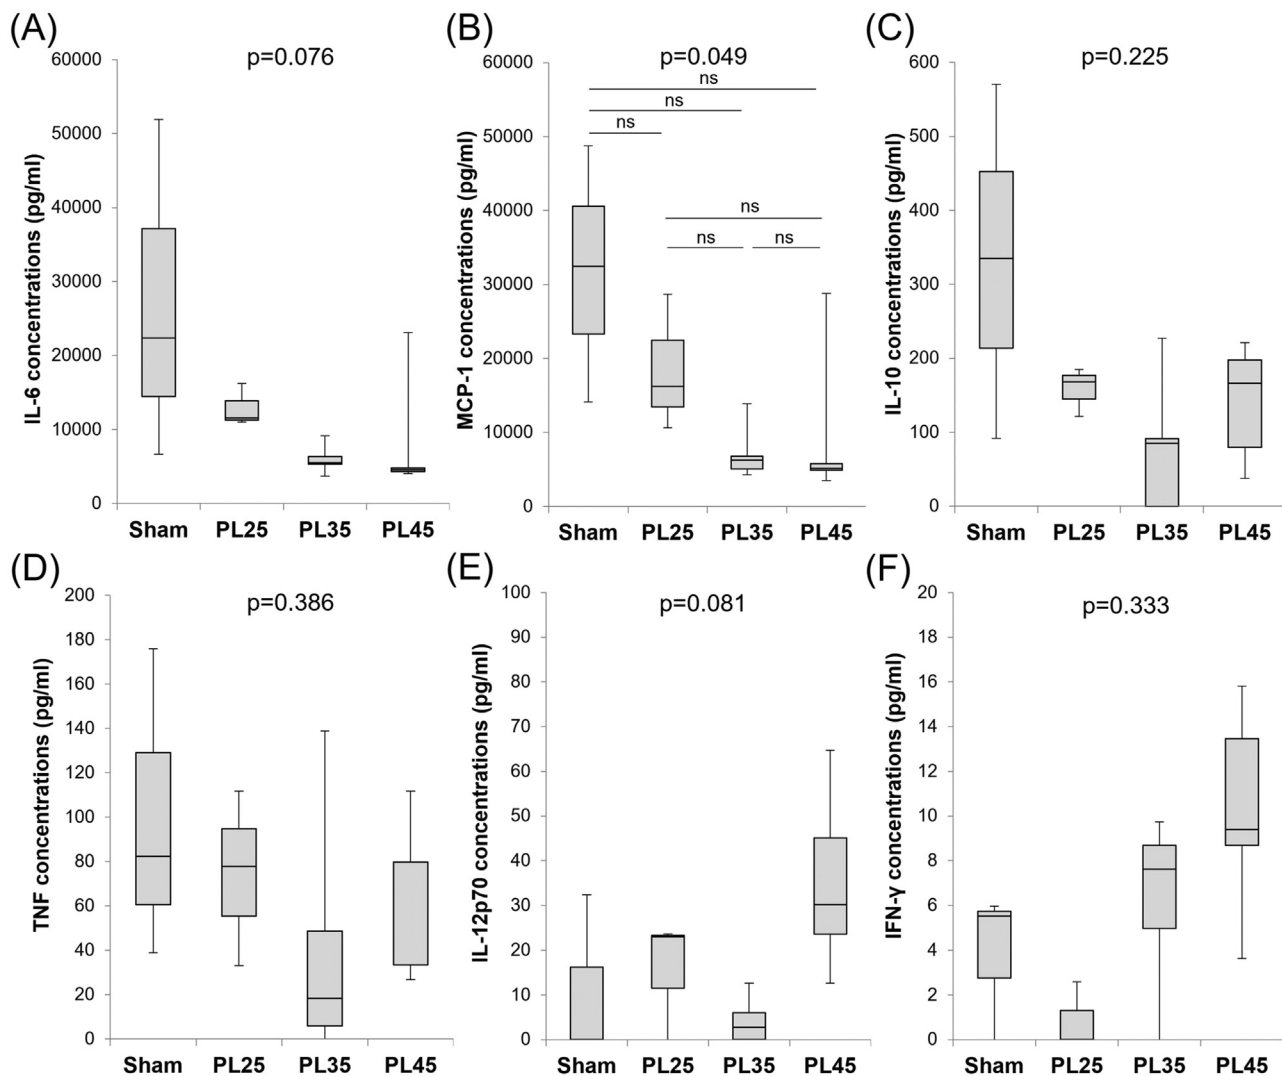 (A)
p=0.076
IL-6 concentrations (pg/ml)
60000
50000
40000
30000
20000
10000
0
Sham PL25 PL35 PL45
(B)
p=0.049
MCP-1 concentrations (pg/ml)
60000
50000
40000
30000
20000
10000
0
ns
ns
ns
ns
ns ns
Sham PL25 PL35 PL45
(C)
p=0.225
IL-10 concentrations (pg/ml)
600
500
400
300
200
100
0
Sham PL25 PL35 PL45
(D)
p=0.386
TNF concentrations (pg/ml)
200
180
160
140
120
100
80
60
40
20
0
Sham PL25 PL35 PL45
(E)
p=0.081
IL-12p70 concentrations (pg/ml)
100
90
80
70
60
50
40
30
20
10
0
Sham PL25 PL35 PL45
(F)
p=0.333
IFN-γ concentrations (pg/ml)
20
18
16
14
12
10
8
6
4
2
0
Sham PL25 PL35 PL45